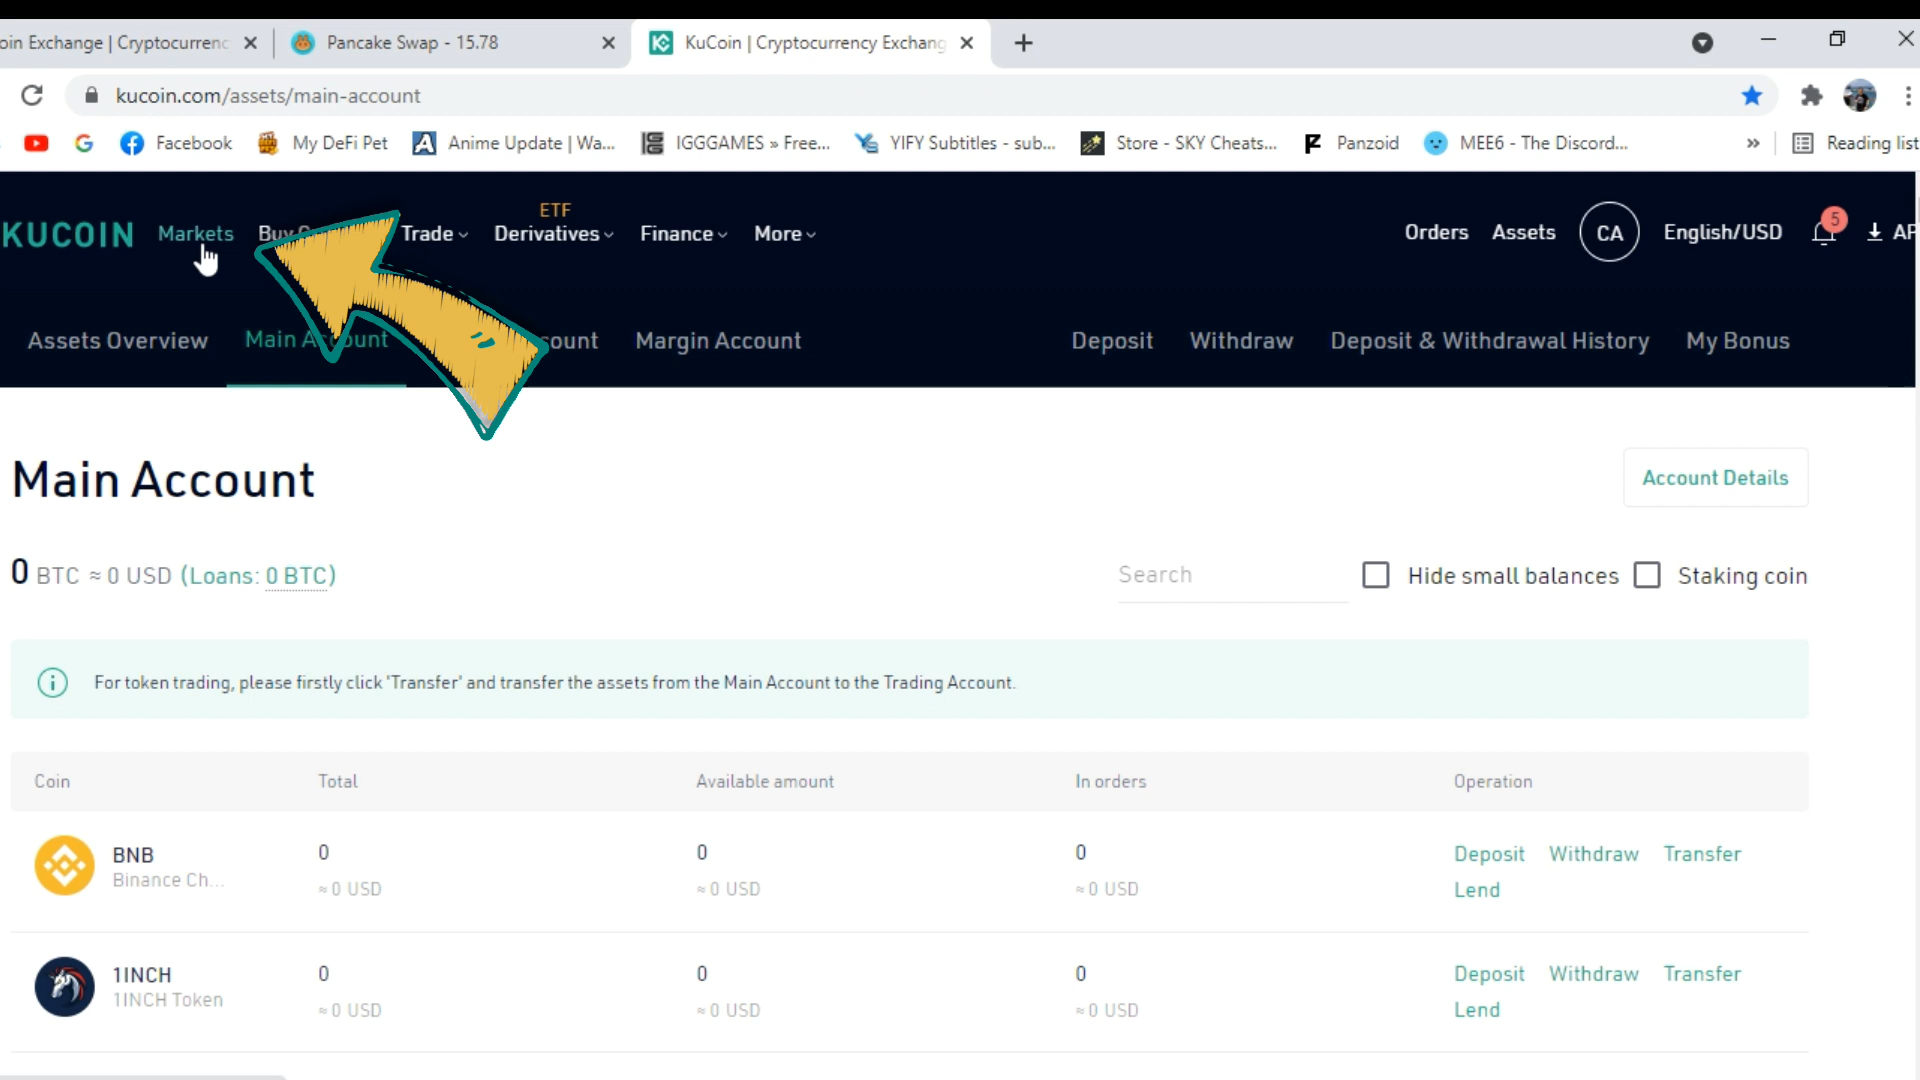 oin Exchange | Cryptocurrenc
Pancake Swap - 15.78
KuCoin | Cryptocurrency Exchang
kucoin.com/assets/main-account
Facebook
My DeFi Pet
Anime Update | Wa...
IGGGAMES » Free...
YIFY Subtitles - sub...
Store - SKY Cheats...
Panzoid
MEE6 - The Discord...
»
Reading list
KUCOIN
Markets
Buy
Trade
ETF
Derivatives
Finance
More
Orders
Assets
CA
English/USD
5
AP
Assets Overview
Main Account
ount
Margin Account
Deposit
Withdraw
Deposit & Withdrawal History
My Bonus
Main Account
Account Details
0 BTC ≈ 0 USD (Loans: 0 BTC)
Search
Hide small balances
Staking coin
For token trading, please firstly click 'Transfer' and transfer the assets from the Main Account to the Trading Account.
Coin Total Available amount In orders Operation
BNB 0 0 0 Deposit Withdraw Transfer
Binance Ch... ≈ 0 USD ≈ 0 USD ≈ 0 USD Lend
1INCH 0 0 0 Deposit Withdraw Transfer
1INCH Token ≈ 0 USD ≈ 0 USD ≈ 0 USD Lend